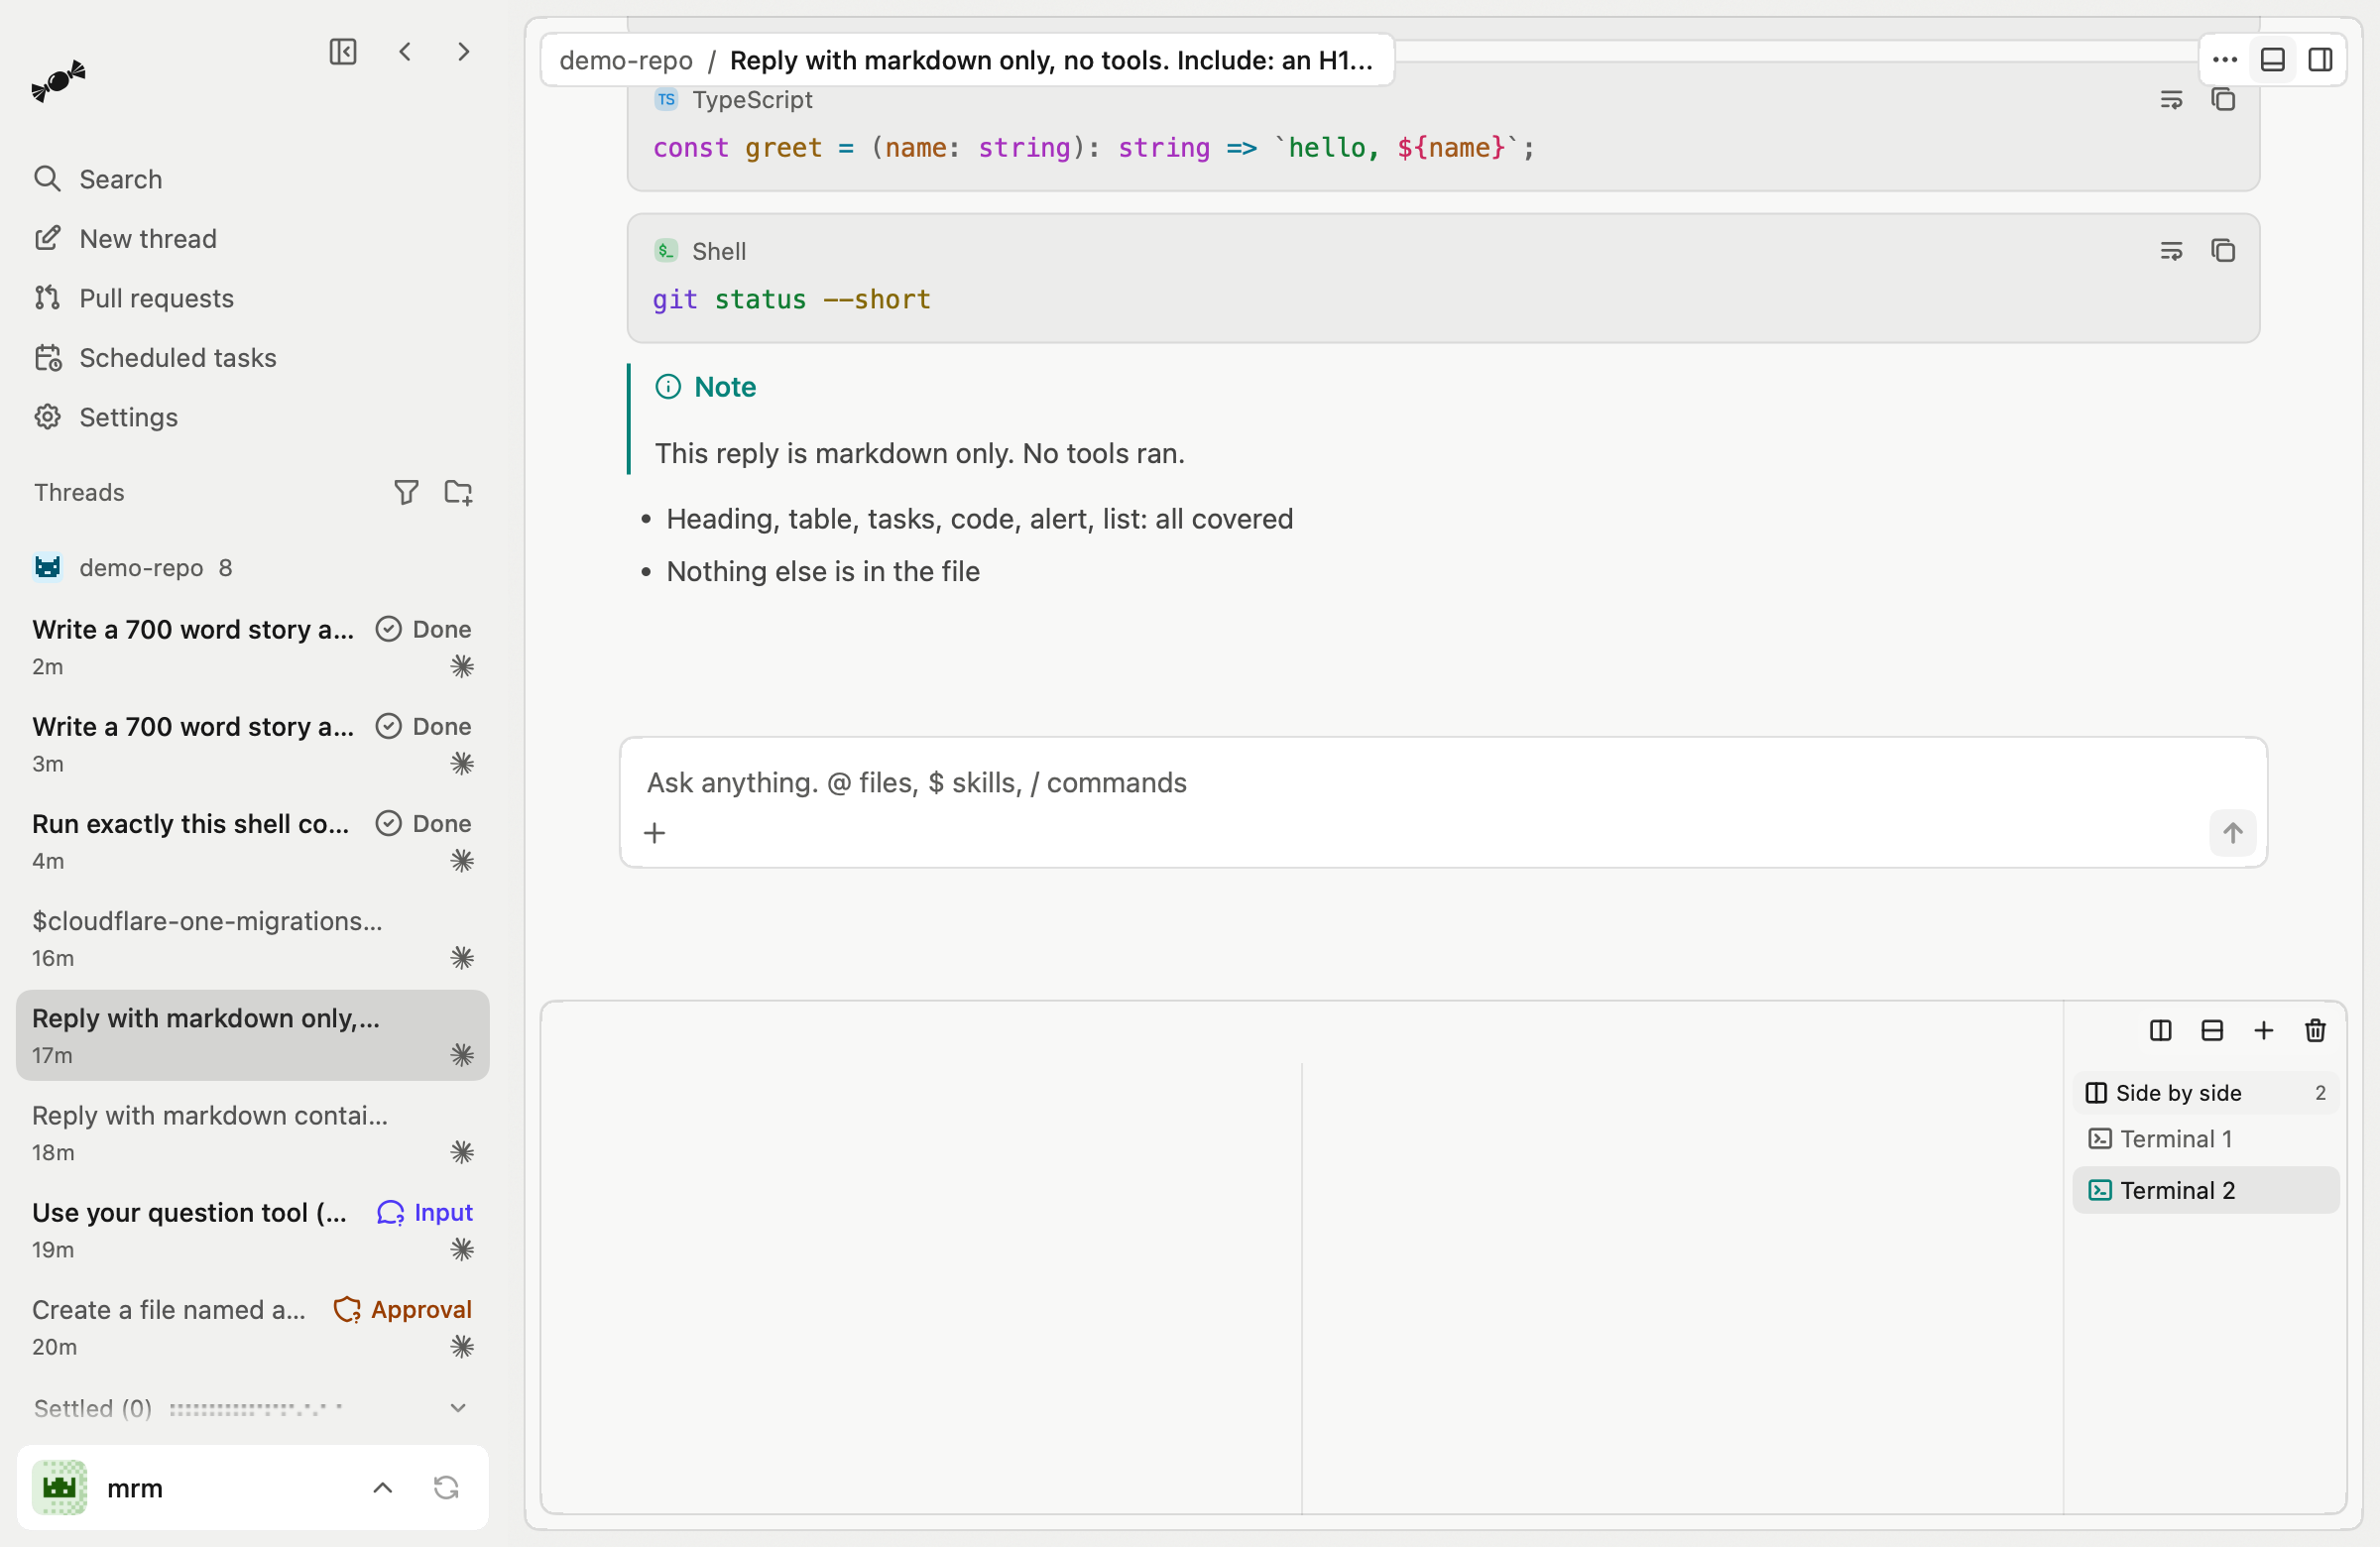 Search
New thread
Pull requests
Scheduled tasks
Settings
Threads
demo-repo 8
Write a 700 word story a... Done
2m
Write a 700 word story a... Done
3m
Run exactly this shell co... Done
4m
$cloudflare-one-migrations...
16m
Reply with markdown only,...
17m
Reply with markdown contai...
18m
Use your question tool (... Input
19m
Create a file named a... Approval
20m
Settled (0)
mrm
demo-repo / Reply with markdown only, no tools. Include: an H1...
TS TypeScript
const greet = (name: string): string => `hello, ${name}`;
$_ Shell
git status --short
Note
This reply is markdown only. No tools ran.
• Heading, table, tasks, code, alert, list: all covered
• Nothing else is in the file
Ask anything. @ files, $ skills, / commands
Side by side 2
Terminal 1
Terminal 2